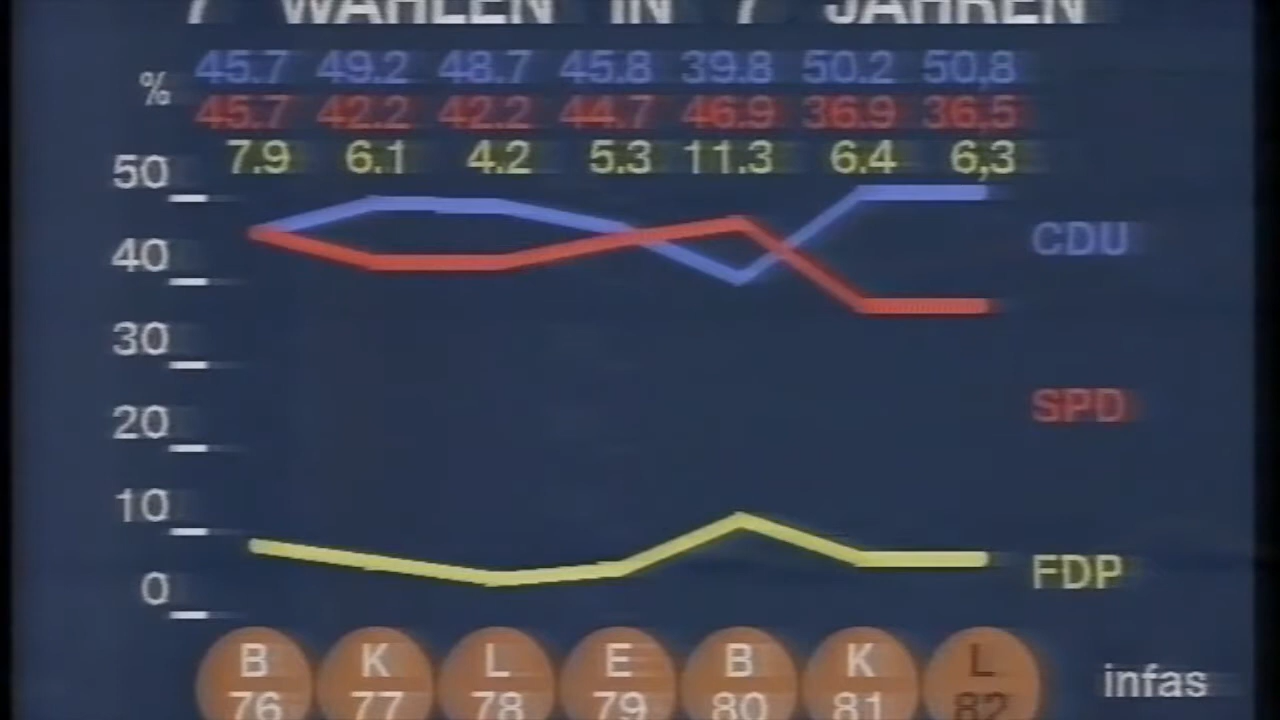 7 WAHLEN IN 7 JAHREN
45.7 49.2 48.7 45.8 39.8 50.2 50,8
%
45.7 42.2 42.2 44.7 46.9 36.9 36,5
7.9 6.1 4.2 5.3 11.3 6.4 6,3
50
40
CDU
30
20
SPD
10
0
FDP
B K L E B K L
76 77 78 79 80 81 82
infas